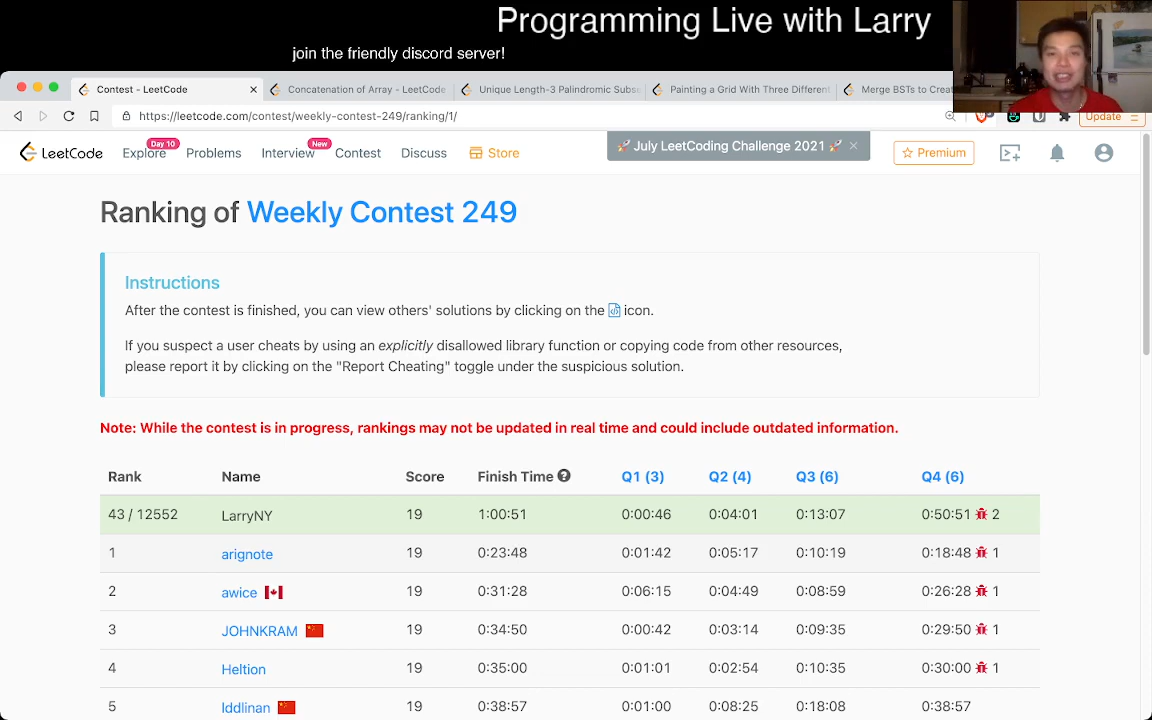 Programming Live with Larry
join the friendly discord server!
Contest - LeetCode
Concatenation of Array - LeetCode
Unique Length-3 Palindromic Subse
Painting a Grid With Three Different
Merge BSTs to Crea
https://leetcode.com/contest/weekly-contest-249/ranking/1/
Update
LeetCode
Explore
Day 10
Problems
Interview
New
Contest
Discuss
Store
🚀 July LeetCoding Challenge 2021 🚀
Premium
Ranking of Weekly Contest 249
Instructions
After the contest is finished, you can view others' solutions by clicking on the icon.
If you suspect a user cheats by using an explicitly disallowed library function or copying code from other resources,
please report it by clicking on the "Report Cheating" toggle under the suspicious solution.
Note: While the contest is in progress, rankings may not be updated in real time and could include outdated information.
Rank Name Score Finish Time Q1 (3) Q2 (4) Q3 (6) Q4 (6)
43 / 12552 LarryNY 19 1:00:51 0:00:46 0:04:01 0:13:07 0:50:51 2
1 arignote 19 0:23:48 0:01:42 0:05:17 0:10:19 0:18:48 1
2 awice 19 0:31:28 0:06:15 0:04:49 0:08:59 0:26:28 1
3 JOHNKRAM 19 0:34:50 0:00:42 0:03:14 0:09:35 0:29:50 1
4 Heltion 19 0:35:00 0:01:01 0:02:54 0:10:35 0:30:00 1
5 Iddlinan 19 0:38:57 0:01:00 0:08:25 0:18:08 0:38:57